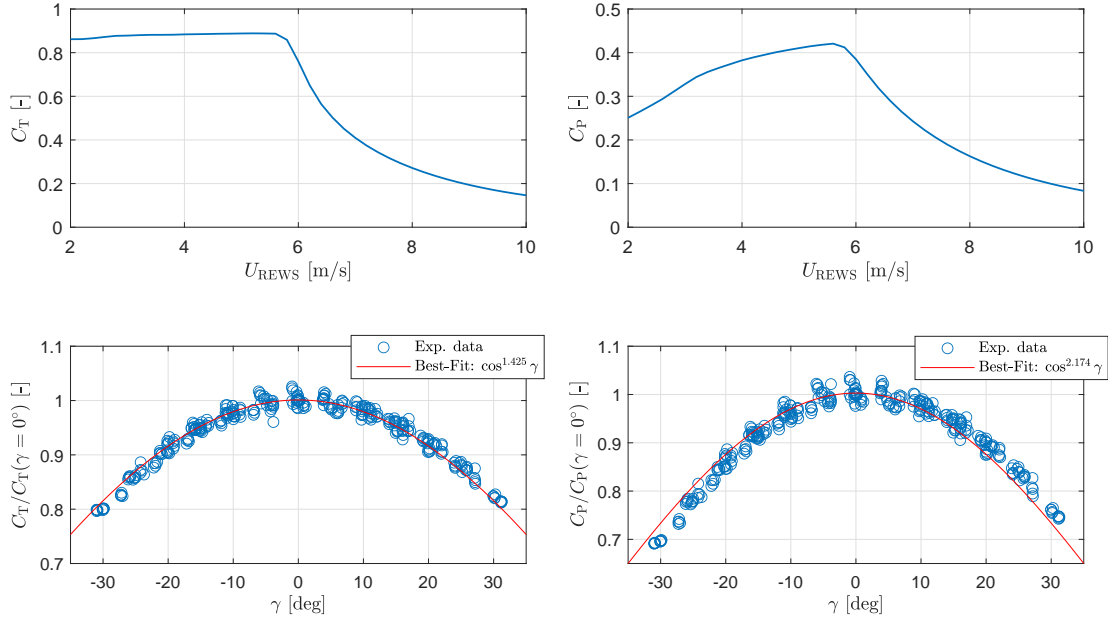 1
0.8
0.6
0.4
0.2
0
C_T [-]
2 4 6 8 10
U_REWS [m/s]
0.5
0.4
0.3
0.2
0.1
0
C_P [-]
2 4 6 8 10
U_REWS [m/s]
1.1
1
0.9
0.8
0.7
C_T/C_T(γ = 0°) [-]
Exp. data
Best-Fit: cos^1.425 γ
-30 -20 -10 0 10 20 30
γ [deg]
1.1
1
0.9
0.8
0.7
C_P/C_P(γ = 0°) [-]
Exp. data
Best-Fit: cos^2.174 γ
-30 -20 -10 0 10 20 30
γ [deg]